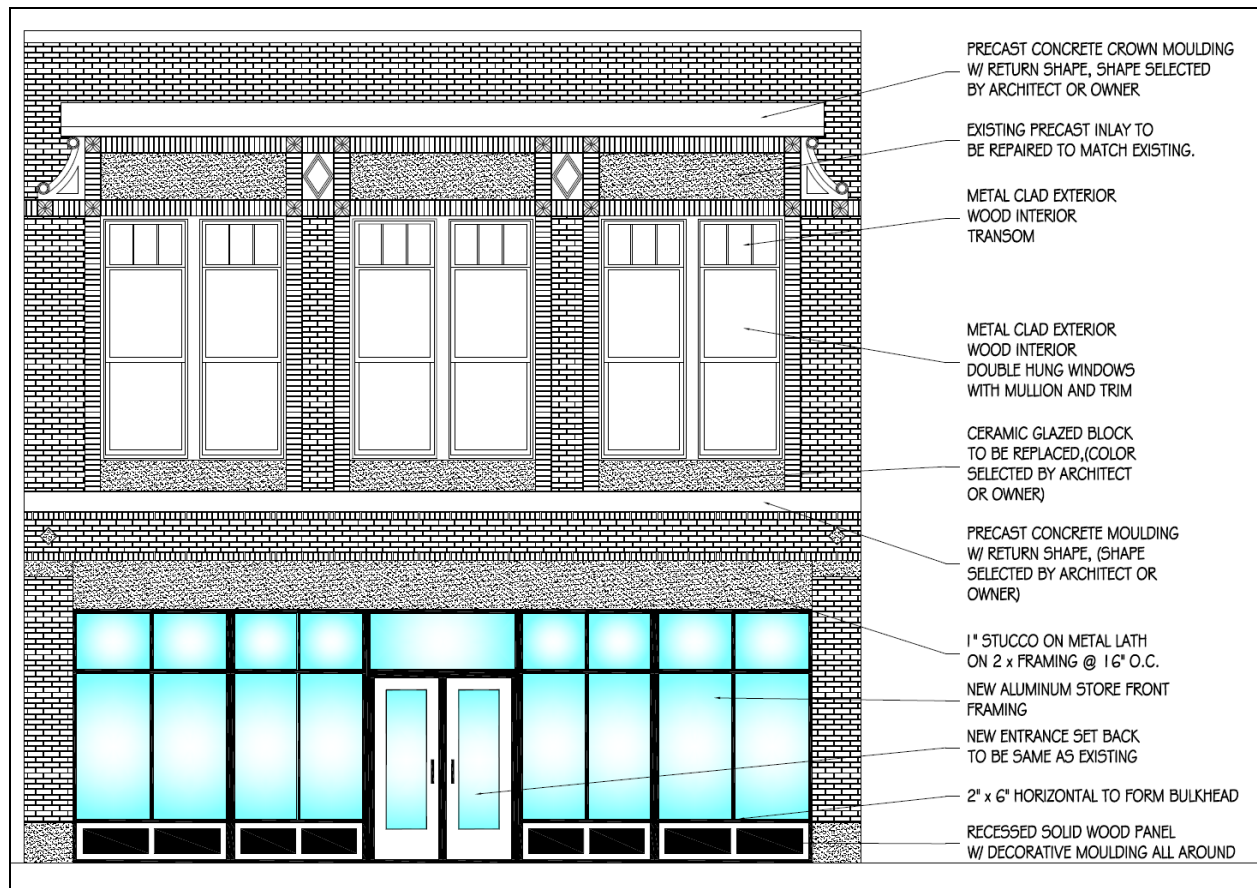 PRECAST CONCRETE CROWN MOULDING
W/ RETURN SHAPE, SHAPE SELECTED
BY ARCHITECT OR OWNER
EXISTING PRECAST INLAY TO
BE REPAIRED TO MATCH EXISTING.
METAL CLAD EXTERIOR
WOOD INTERIOR
TRANSOM
METAL CLAD EXTERIOR
WOOD INTERIOR
DOUBLE HUNG WINDOWS
WITH MULLION AND TRIM
CERAMIC GLAZED BLOCK
TO BE REPLACED,(COLOR
SELECTED BY ARCHITECT
OR OWNER)
PRECAST CONCRETE MOULDING
W/ RETURN SHAPE, (SHAPE
SELECTED BY ARCHITECT OR
OWNER)
1" STUCCO ON METAL LATH
ON 2 x FRAMING @ 16" O.C.
NEW ALUMINUM STORE FRONT
FRAMING
NEW ENTRANCE SET BACK
TO BE SAME AS EXISTING
2" x 6" HORIZONTAL TO FORM BULKHEAD
RECESSED SOLID WOOD PANEL
W/ DECORATIVE MOULDING ALL AROUND